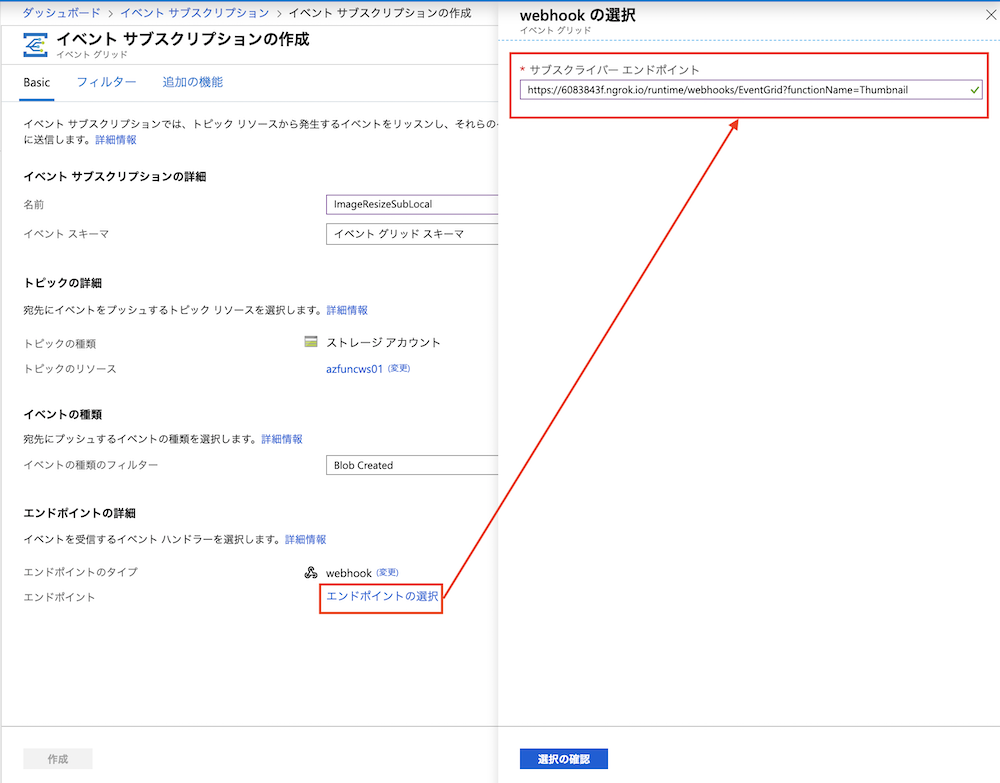 ダッシュボード > イベント サブスクリプション > イベント サブスクリプションの作成
イベント サブスクリプションの作成
イベント グリッド
Basic フィルター 追加の機能
イベント サブスクリプションでは、トピック リソースから発生するイベントをリッスンし、それらの
に送信します。詳細情報
イベント サブスクリプションの詳細
名前 ImageResizeSubLocal
イベント スキーマ イベント グリッド スキーマ
トピックの詳細
宛先にイベントをプッシュするトピック リソースを選択します。詳細情報
トピックの種類 ストレージ アカウント
トピックのリソース azfuncws01 (変更)
イベントの種類
宛先にプッシュするイベントの種類を選択します。詳細情報
イベントの種類のフィルター Blob Created
エンドポイントの詳細
イベントを受信するイベント ハンドラーを選択します。詳細情報
エンドポイントのタイプ webhook (変更)
エンドポイント エンドポイントの選択
作成
webhook の選択
イベント グリッド
* サブスクライバー エンドポイント
https://6083843f.ngrok.io/runtime/webhooks/EventGrid?functionName=Thumbnail
選択の確認